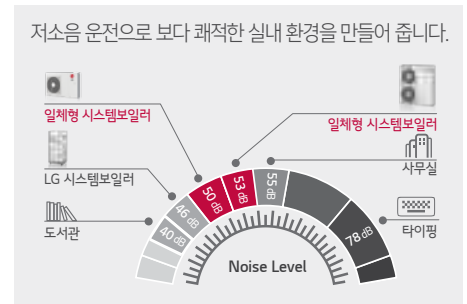 저소음 운전으로 보다 쾌적한 실내 환경을 만들어 줍니다.
일체형 시스템보일러
일체형 시스템보일러
LG 시스템보일러
사무실
도서관
타이핑
40 dB
46 dB
50 dB
53 dB
55 dB
78 dB
Noise Level